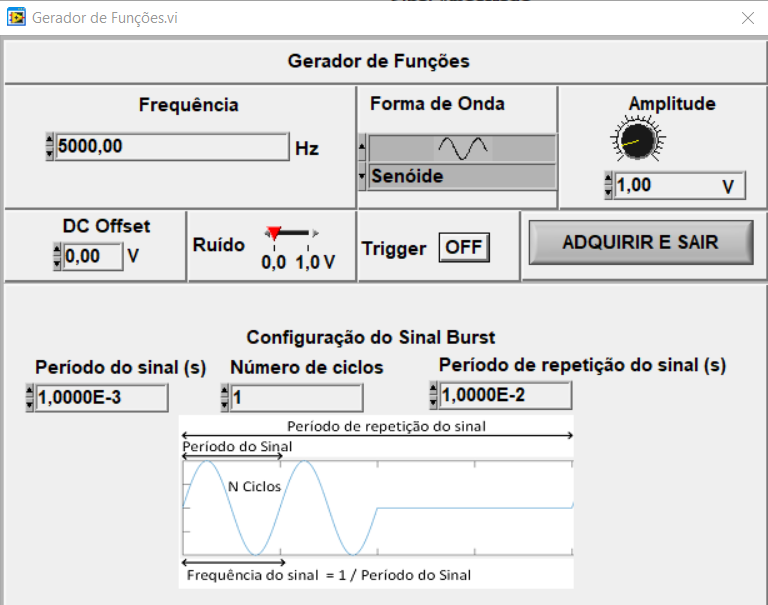 Gerador de Funções.vi
Gerador de Funções
Frequência
5000,00 Hz
Forma de Onda
Senóide
Amplitude
1,00 V
DC Offset
0,00 V
Ruído
0,0 1,0 V
Trigger OFF
ADQUIRIR E SAIR
Configuração do Sinal Burst
Período do sinal (s)
1,0000E-3
Número de ciclos
1
Período de repetição do sinal (s)
1,0000E-2
Período de repetição do sinal
Período do Sinal
N Ciclos
Frequência do sinal = 1 / Período do Sinal